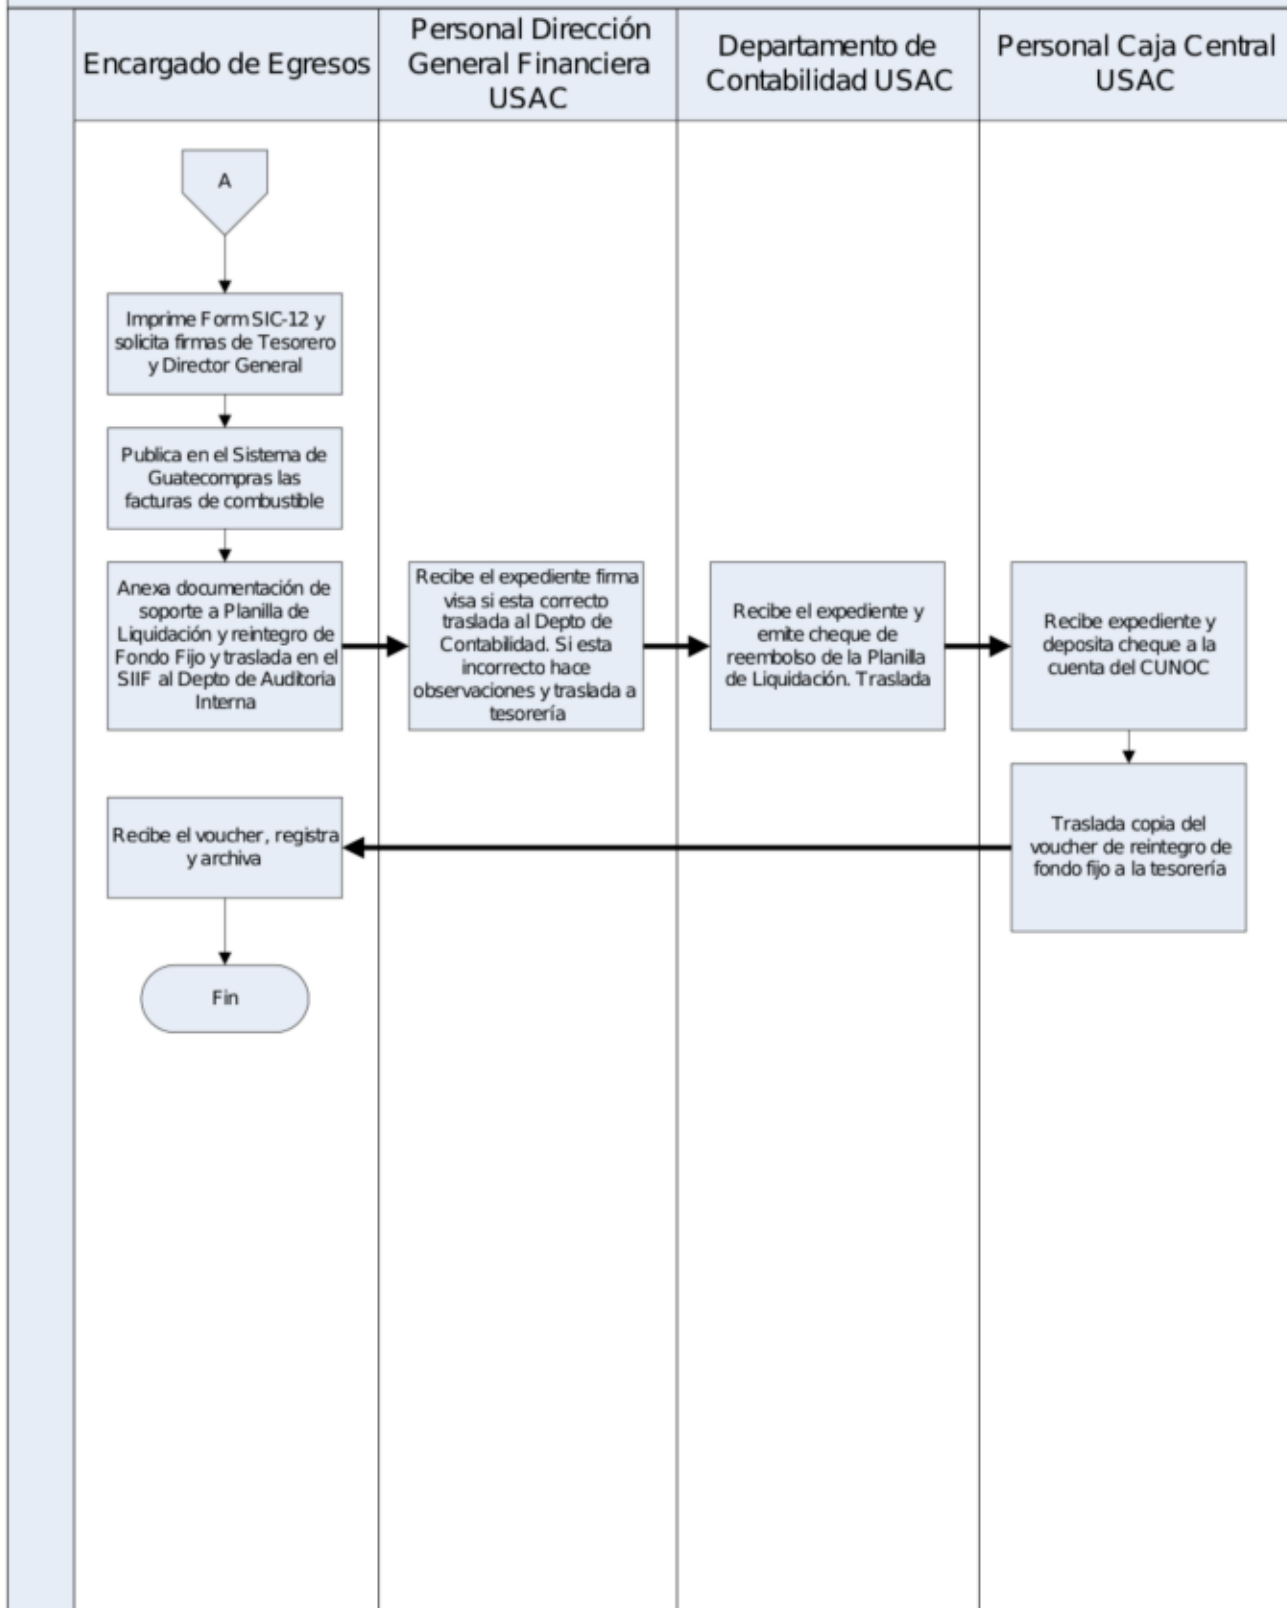 Encargado de Egresos
Personal Dirección
General Financiera
USAC
Departamento de
Contabilidad USAC
Personal Caja Central
USAC
A
Imprime Form SIC-12 y
solicita firmas de Tesorero
y Director General
Publica en el Sistema de
Guatecompras las
facturas de combustible
Anexa documentación de
soporte a Planilla de
Liquidación y reintegro de
Fondo Fijo y traslada en el
SIIF al Depto de Auditoria
Interna
Recibe el expediente firma
visa si esta correcto
traslada al Depto de
Contabilidad. Si esta
incorrecto hace
observaciones y traslada a
tesorería
Recibe el expediente y
emite cheque de
reembolso de la Planilla
de Liquidación. Traslada
Recibe expediente y
deposita cheque a la
cuenta del CUNOC
Traslada copia del
voucher de reintegro de
fondo fijo a la tesorería
Recibe el voucher, registra
y archiva
Fin